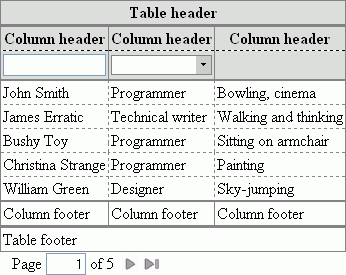 Table header
Column header Column header Column header
John Smith Programmer Bowling, cinema
James Erratic Technical writer Walking and thinking
Bushy Toy Programmer Sitting on armchair
Christina Strange Programmer Painting
William Green Designer Sky-jumping
Column footer Column footer Column footer
Table footer
Page 1 of 5